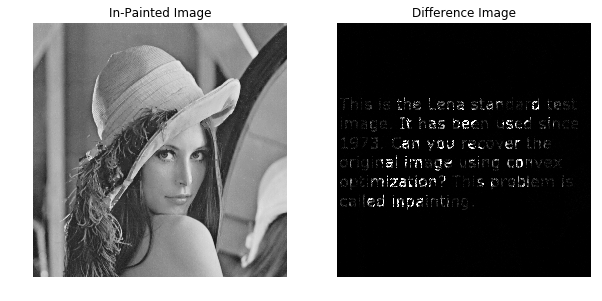 In-Painted Image
Difference Image
This is the Lena standard test
image. It has been used since
1973. Can you recover the
original image using convex
optimization? This problem is
called inpainting.